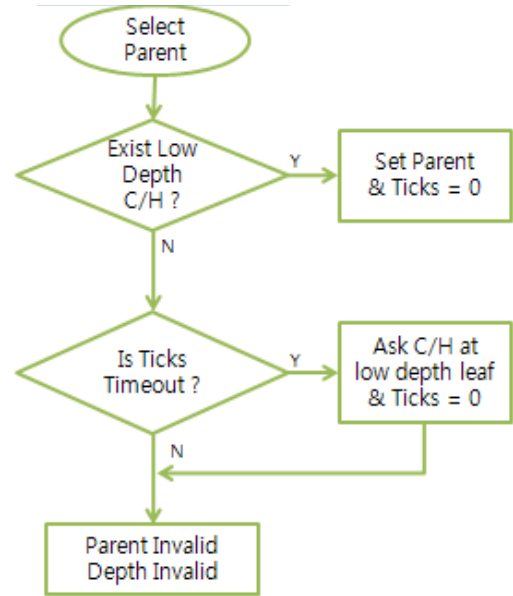 Select
Parent
Exist Low
Depth
C/H ?
Y
Set Parent
& Ticks = 0
N
Is Ticks
Timeout ?
Y
Ask C/H at
low depth leaf
& Ticks = 0
N
Parent Invalid
Depth Invalid